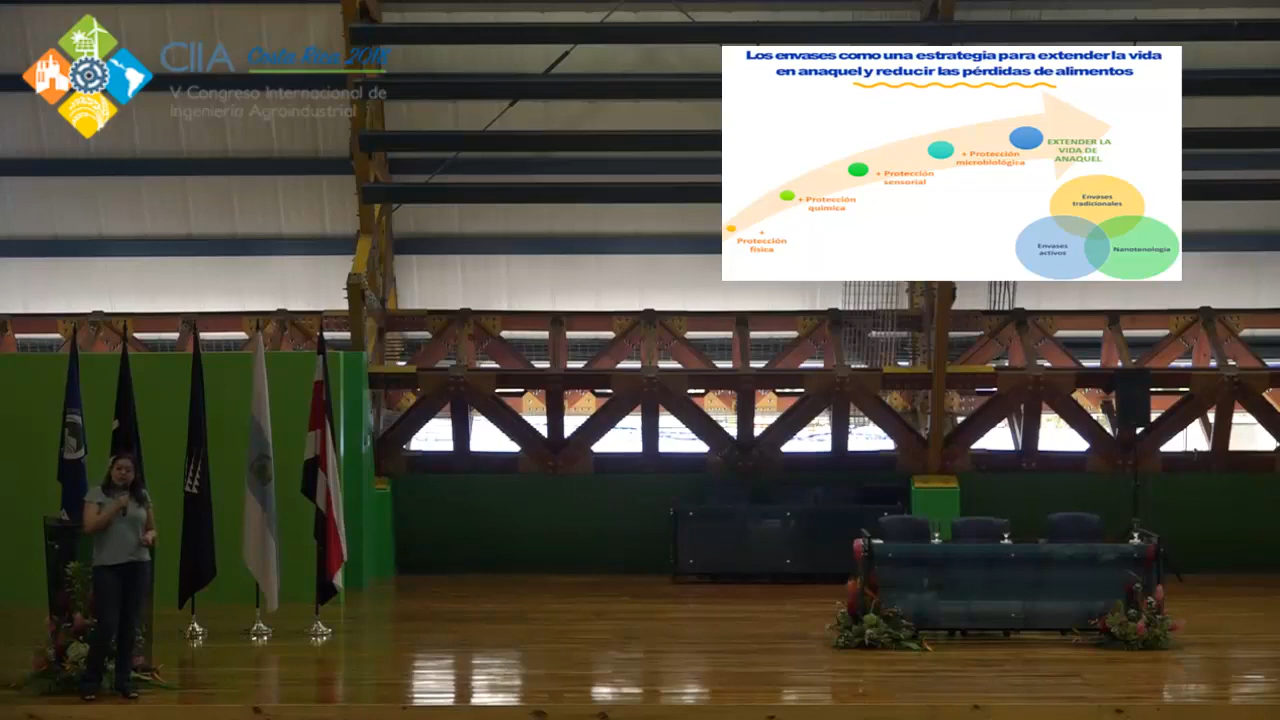 CIIA Costa Rica 2018
V Congreso Internacional de
Ingeniería Agroindustrial
Los envases como una estrategia para extender la vida
en anaquel y reducir las pérdidas de alimentos
+
Protección
física
+ Protección
química
+ Protección
sensorial
+ Protección
microbiológica
EXTENDER LA
VIDA DE
ANAQUEL
Envases
tradicionales
Envases
activos
Nanotenología